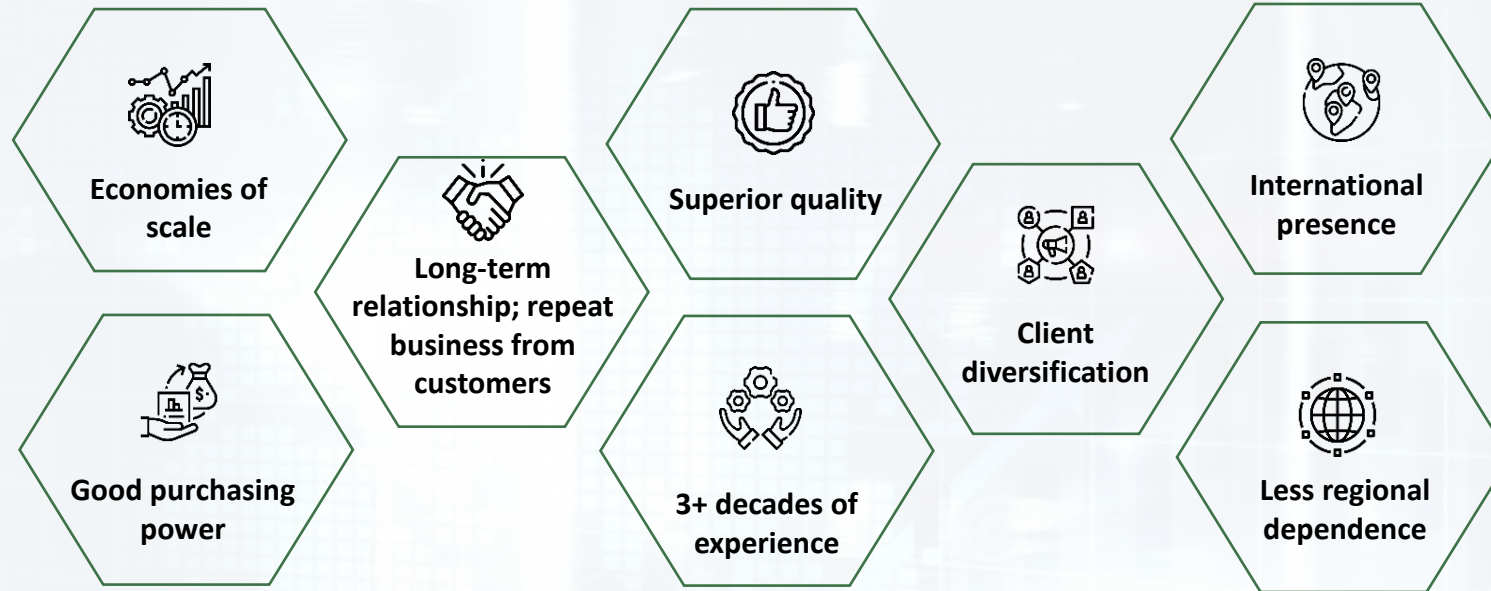 Economies of
scale
Good purchasing
power
Long-term
relationship; repeat
business from
customers
Superior quality
3+ decades of
experience
Client
diversification
International
presence
Less regional
dependence